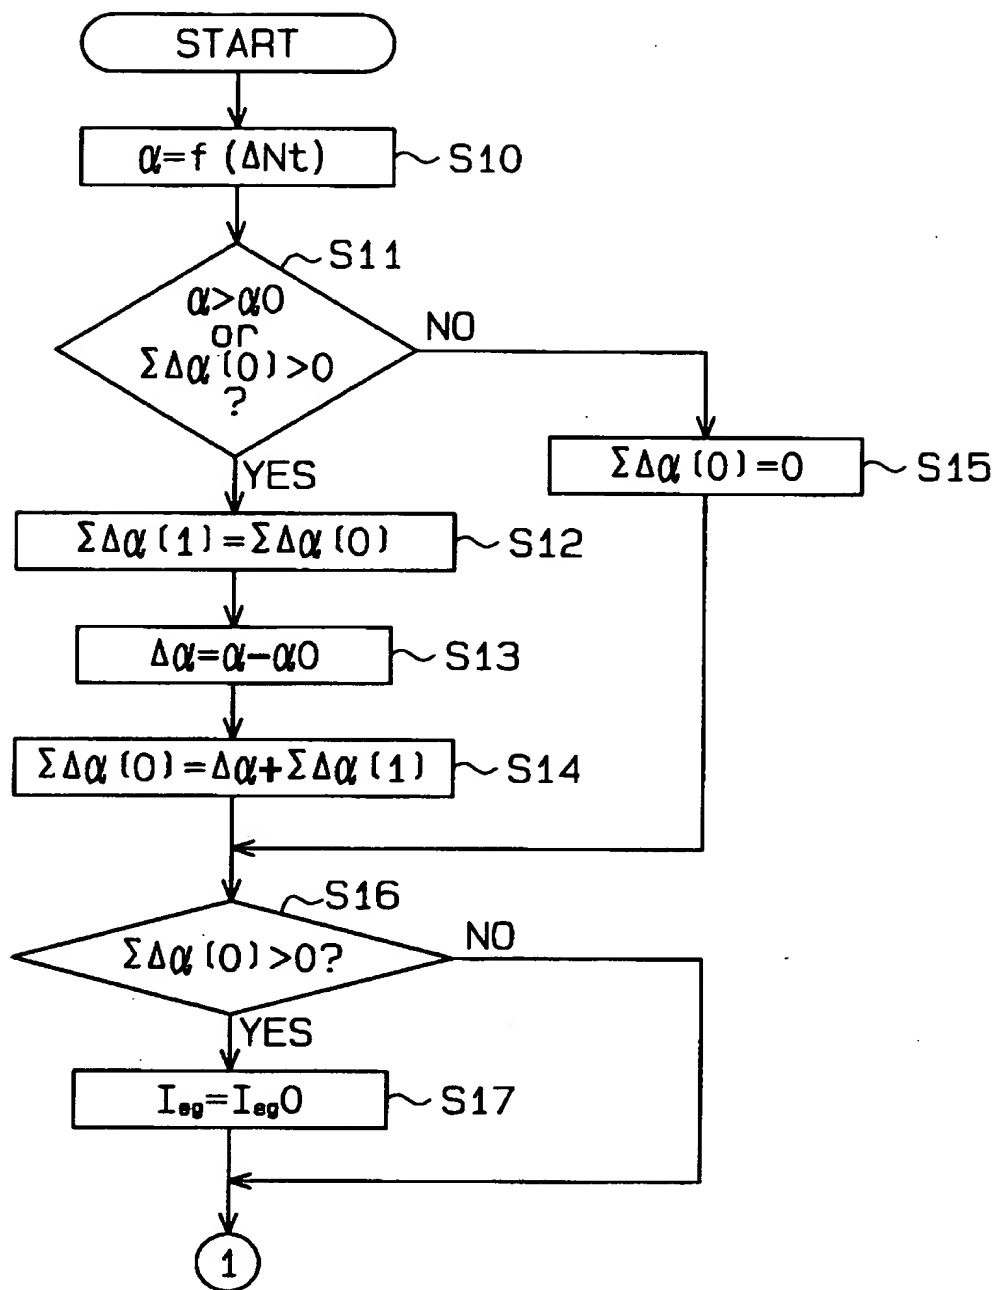 START
α=f (ΔNt)
S10
S11
α>α0
or
ΣΔα(0)>0
?
NO
YES
ΣΔα(0)=0
S15
ΣΔα(1)=ΣΔα(0)
S12
Δα=α-α0
S13
ΣΔα(0)=Δα+ΣΔα(1)
S14
S16
ΣΔα(0)>0?
NO
YES
Ieg=Ieg0
S17
1